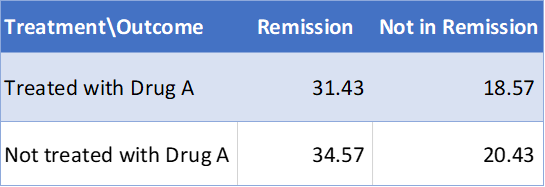 Treatment\Outcome Remission Not in Remission
Treated with Drug A 31.43 18.57
Not treated with Drug A 34.57 20.43